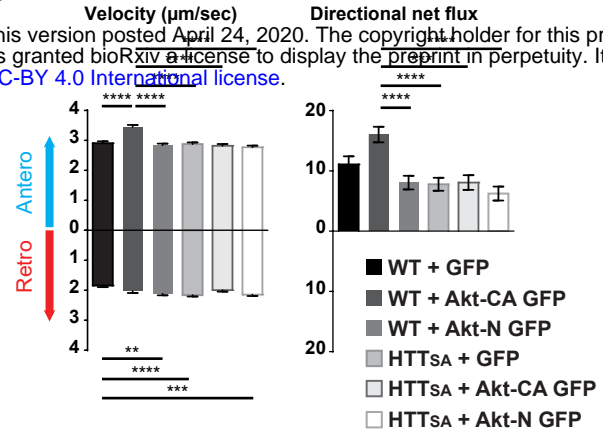 Velocity (µm/sec)
Directional net flux
his version posted April 24, 2020. The copyright holder for this pr
s granted bioRxiv a license to display the preprint in perpetuity. It
C-BY 4.0 International license.
**** ****
****
****
4
3
2
1
0
1
2
3
4
Antero
Retro
**
****
***
20
10
0
10
20
WT + GFP
WT + Akt-CA GFP
WT + Akt-N GFP
HTTSA + GFP
HTTSA + Akt-CA GFP
HTTSA + Akt-N GFP